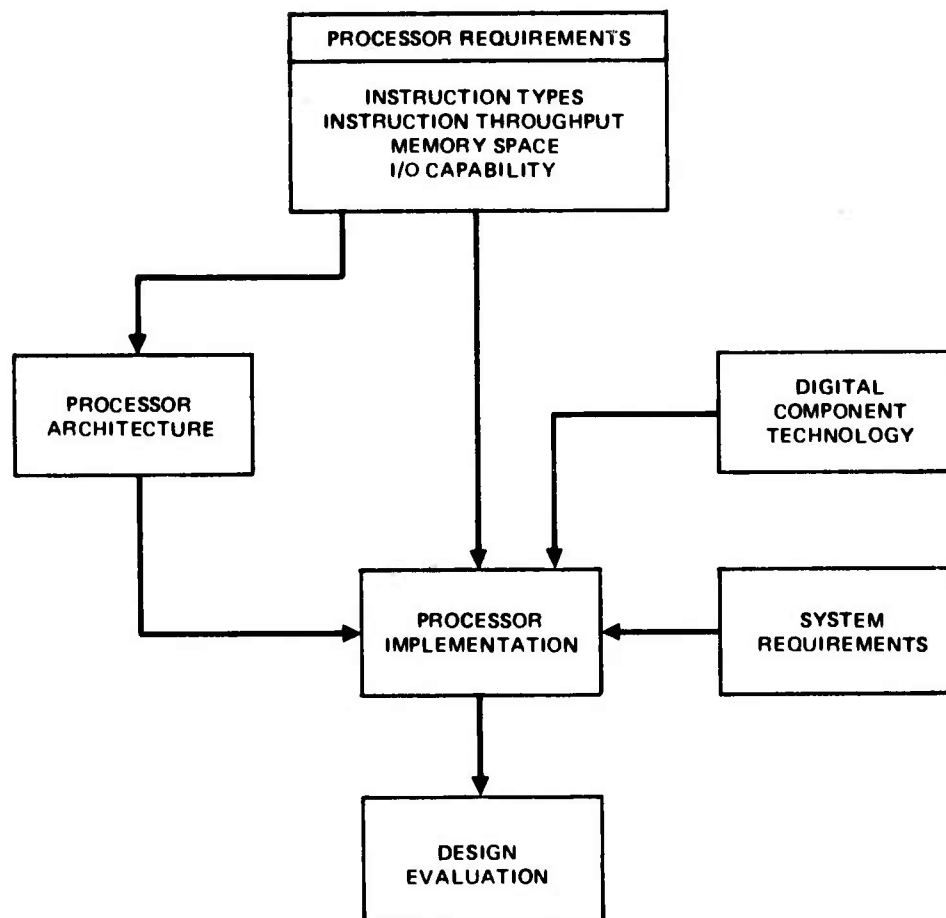 PROCESSOR REQUIREMENTS
INSTRUCTION TYPES
INSTRUCTION THROUGHPUT
MEMORY SPACE
I/O CAPABILITY
PROCESSOR
ARCHITECTURE
DIGITAL
COMPONENT
TECHNOLOGY
PROCESSOR
IMPLEMENTATION
SYSTEM
REQUIREMENTS
DESIGN
EVALUATION